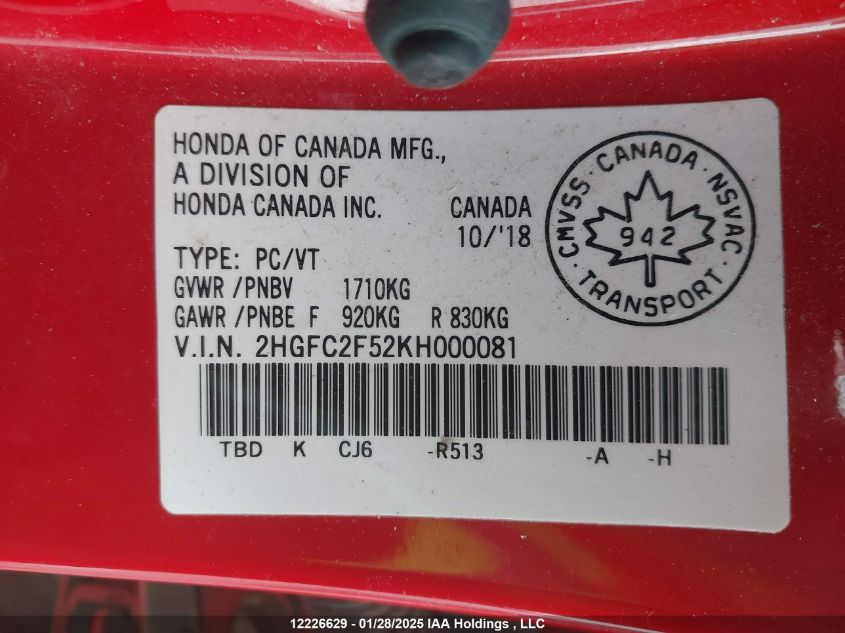 HONDA OF CANADA MFG.,
A DIVISION OF
HONDA CANADA INC. CANADA
10/'18
TYPE: PC/VT
GVWR /PNBV 1710KG
GAWR /PNBE F 920KG R 830KG
V.I.N. 2HGFC2F52KH000081
TBD K CJ6 -R513 -A -H
CMVSS · CANADA · NSVAC · TRANSPORT ·
942
12226629 - 01/28/2025 IAA Holdings , LLC